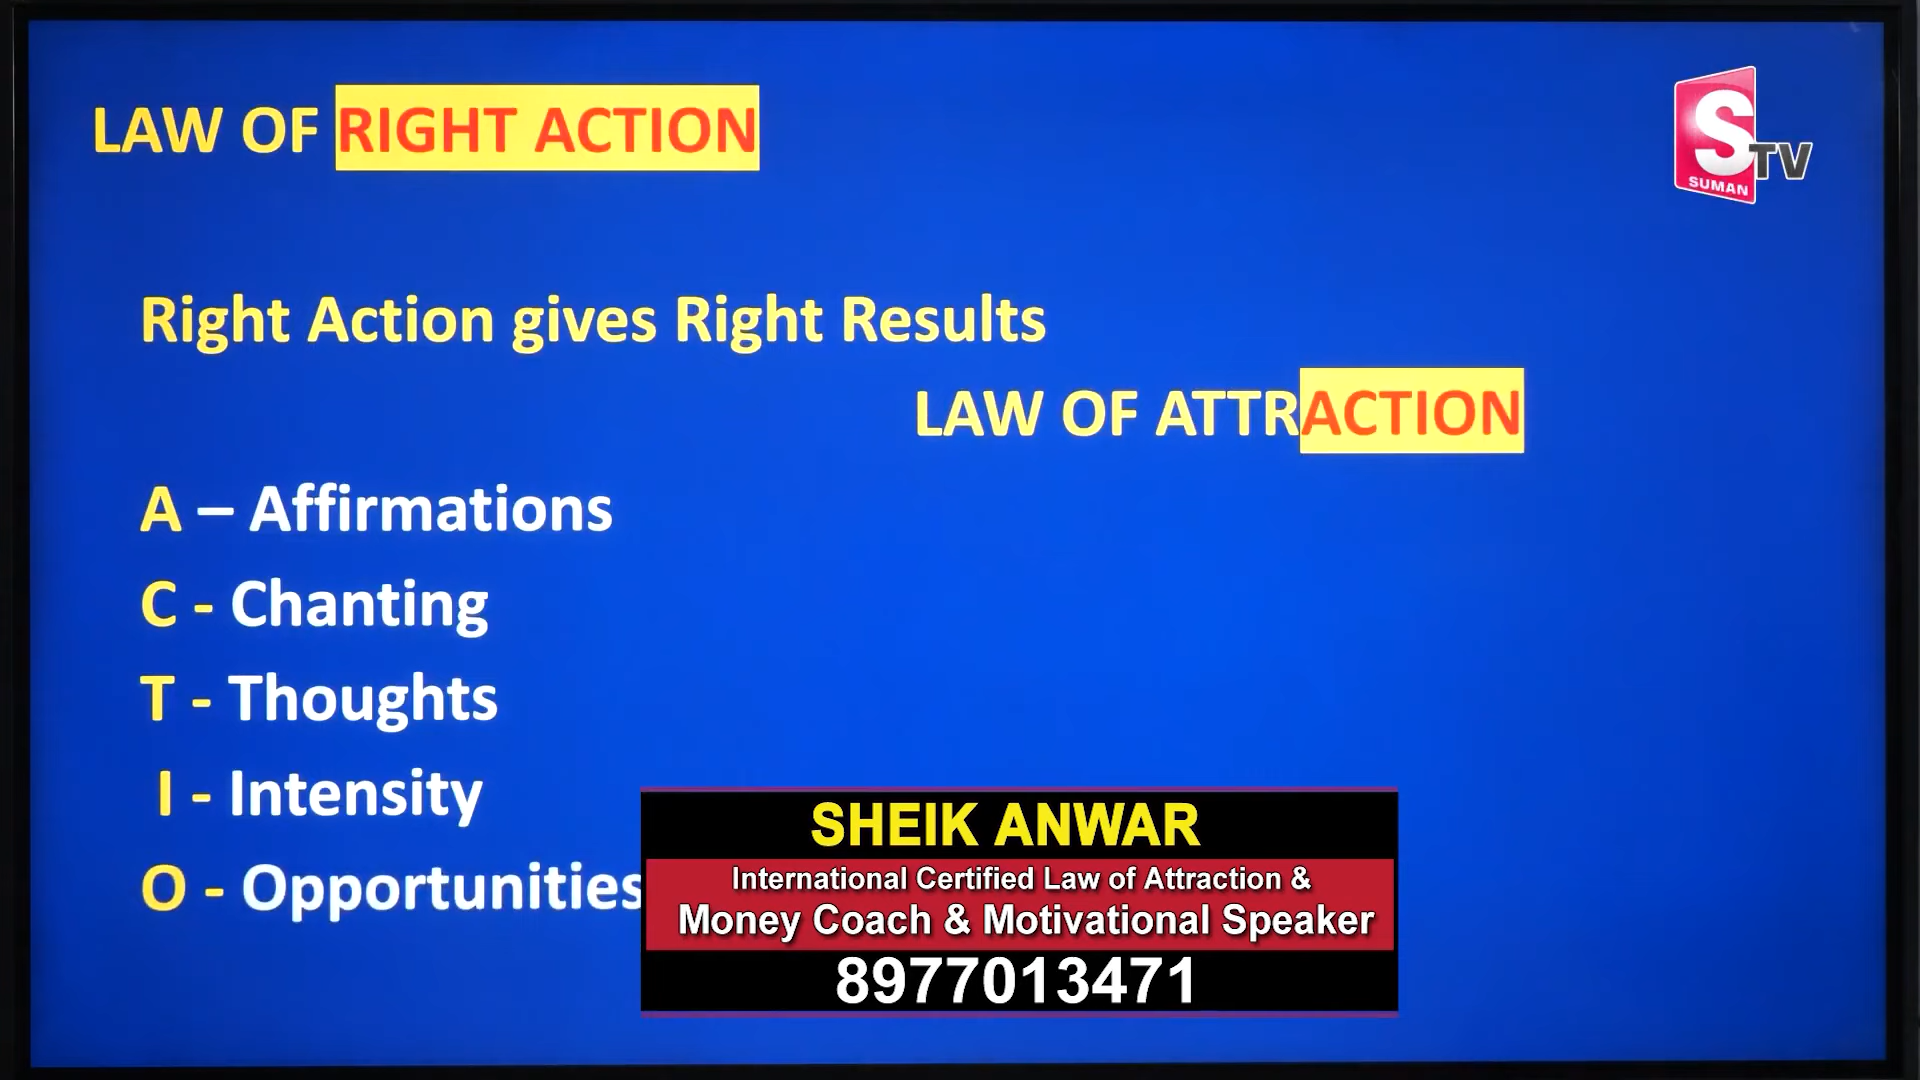 LAW OF RIGHT ACTION
S TV
SUMAN
Right Action gives Right Results
LAW OF ATTRACTION
A – Affirmations
C - Chanting
T - Thoughts
I - Intensity
O - Opportunities
SHEIK ANWAR
International Certified Law of Attraction &
Money Coach & Motivational Speaker
8977013471